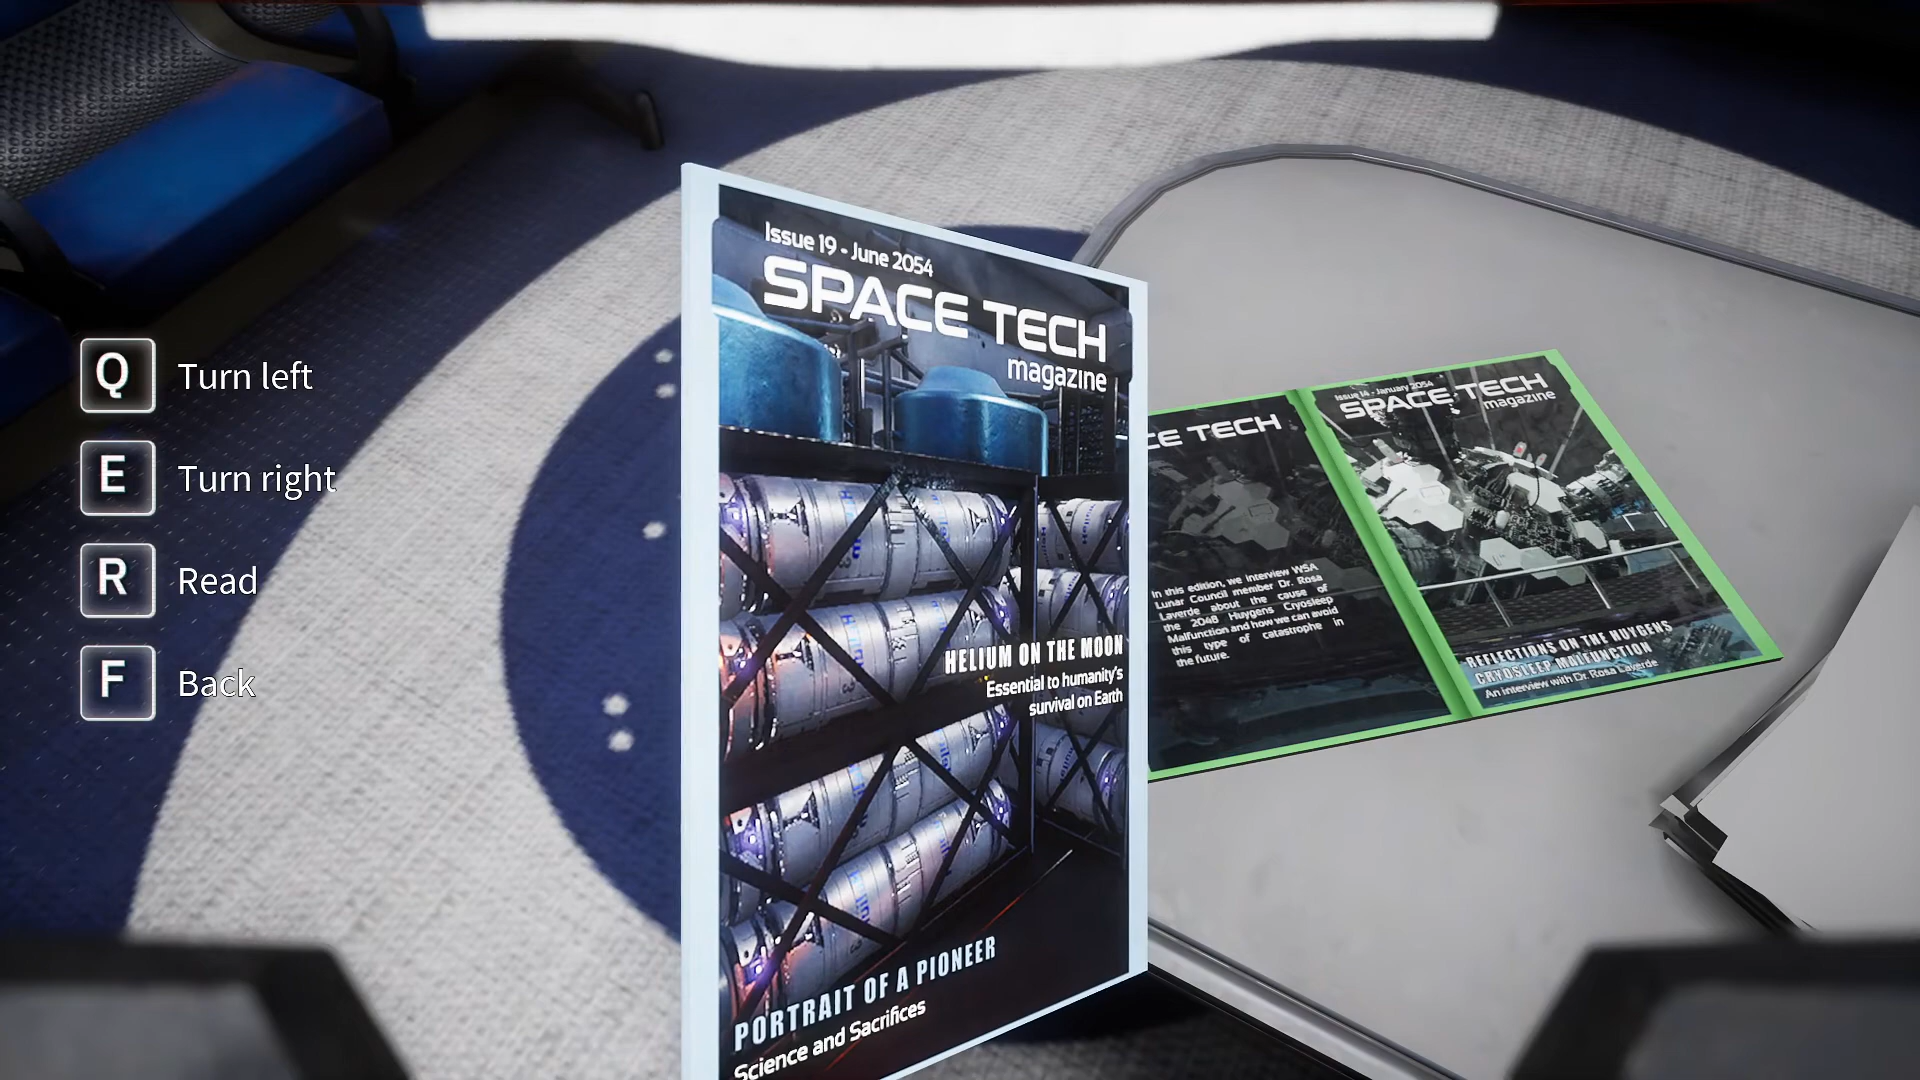 Q Turn left
E Turn right
R Read
F Back
Issue 19 - June 2054
SPACE TECH
magazine
HELIUM ON THE MOON
Essential to humanity's
survival on Earth
PORTRAIT OF A PIONEER
Science and Sacrifices
CE TECH
In this edition, we interview WSA
Lunar Council member Dr. Rosa
Laverde about the cause of
the 2048 Huygens Cryosleep
Malfunction and how we can avoid
this type of catastrophe in
the future.
Issue 14 - January 2054
SPACE TECH
magazine
REFLECTIONS ON THE HUYGENS
CRYOSLEEP MALFUNCTION
An interview with Dr. Rosa Laverde